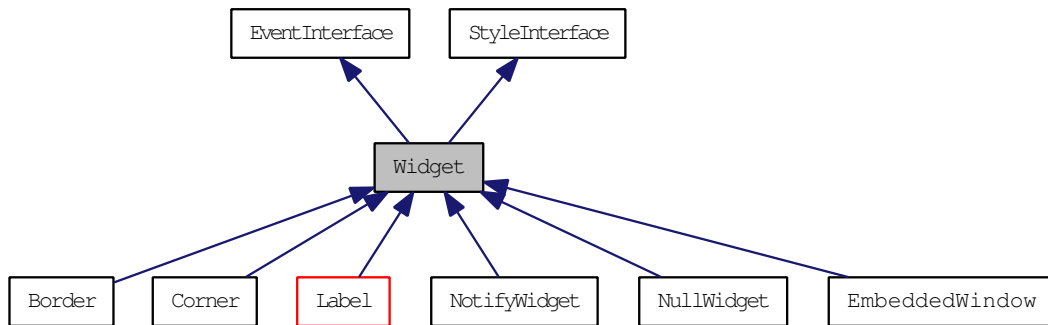 EventInterface
StyleInterface
Widget
Border
Corner
Label
NotifyWidget
NullWidget
EmbeddedWindow